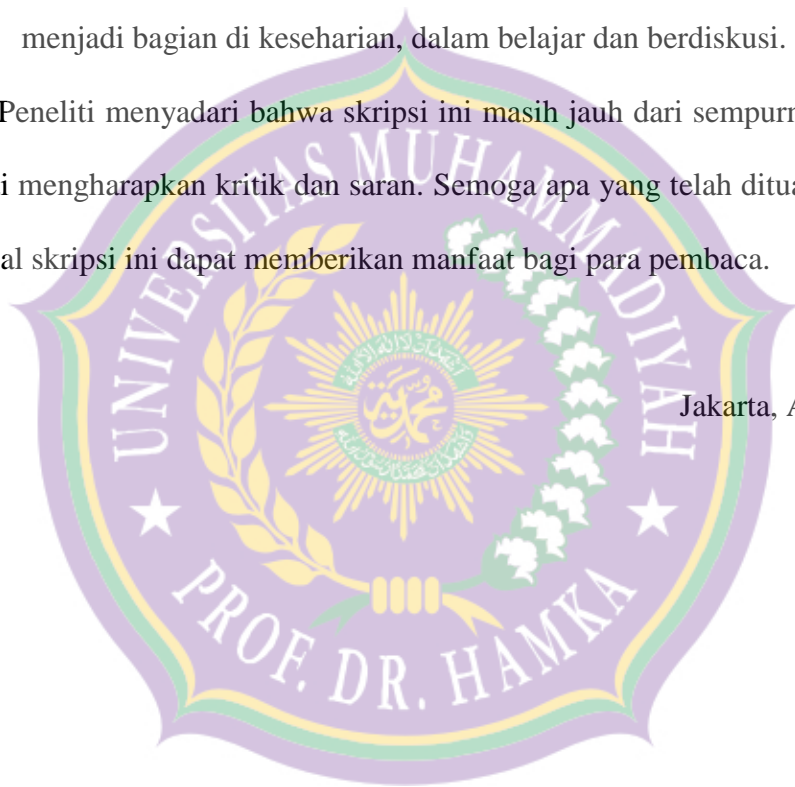 menjadi bagian di keseharian, dalam belajar dan berdiskusi.
Peneliti menyadari bahwa skripsi ini masih jauh dari sempurn
i mengharapkan kritik dan saran. Semoga apa yang telah ditua
al skripsi ini dapat memberikan manfaat bagi para pembaca.
Jakarta, A
UNIVERSITAS MUHAMMADIYAH
محمدية
PROF. DR. HAMKA